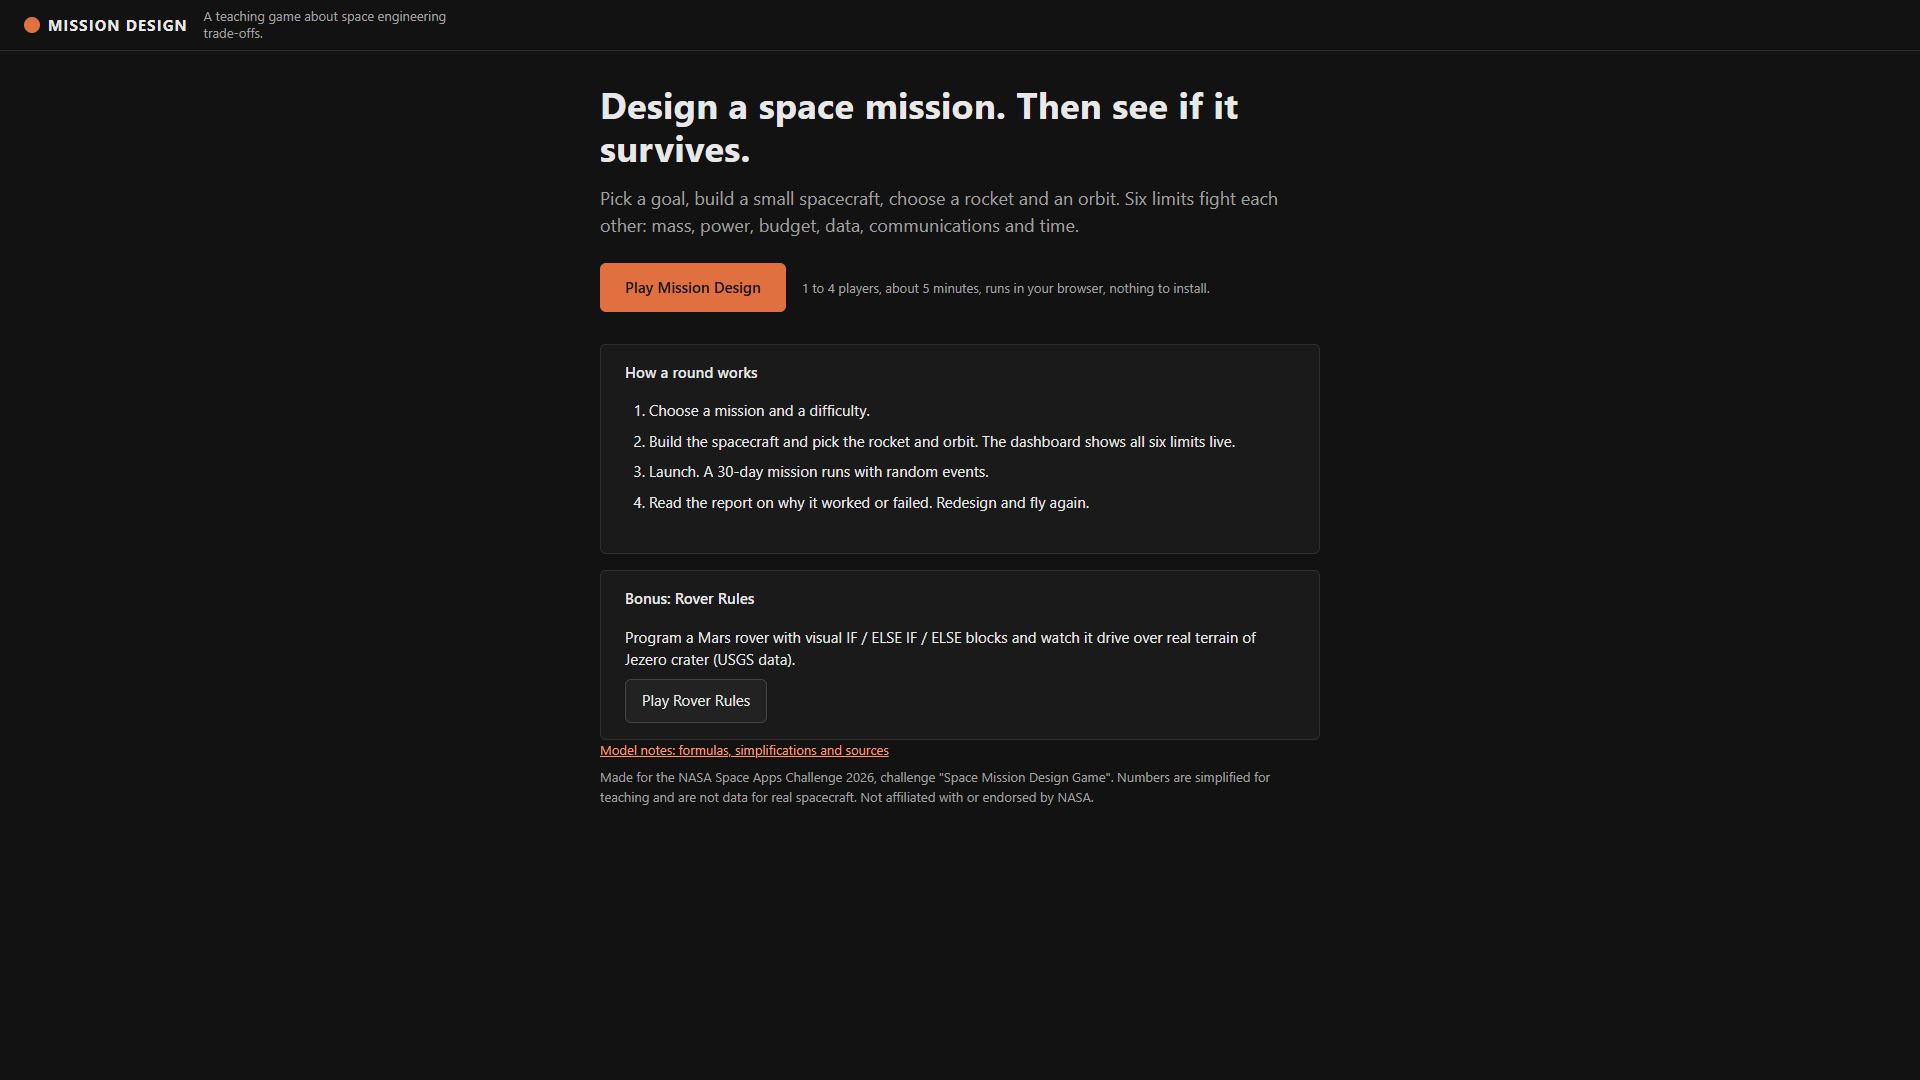 MISSION DESIGN
A teaching game about space engineering
trade-offs.
Design a space mission. Then see if it
survives.
Pick a goal, build a small spacecraft, choose a rocket and an orbit. Six limits fight each
other: mass, power, budget, data, communications and time.
Play Mission Design
1 to 4 players, about 5 minutes, runs in your browser, nothing to install.
How a round works
1. Choose a mission and a difficulty.
2. Build the spacecraft and pick the rocket and orbit. The dashboard shows all six limits live.
3. Launch. A 30-day mission runs with random events.
4. Read the report on why it worked or failed. Redesign and fly again.
Bonus: Rover Rules
Program a Mars rover with visual IF / ELSE IF / ELSE blocks and watch it drive over real terrain of
Jezero crater (USGS data).
Play Rover Rules
Model notes: formulas, simplifications and sources
Made for the NASA Space Apps Challenge 2026, challenge "Space Mission Design Game". Numbers are simplified for
teaching and are not data for real spacecraft. Not affiliated with or endorsed by NASA.